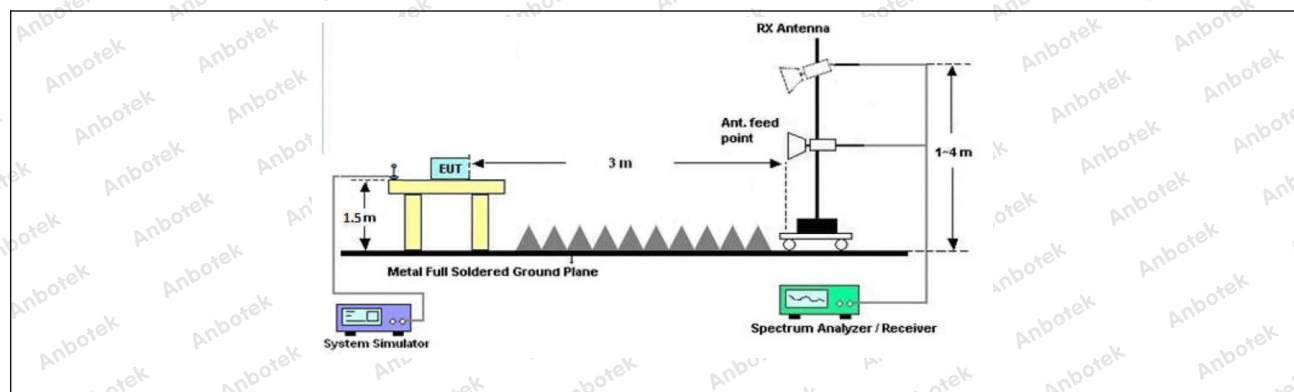 RX Antenna
Ant. feed
point
3 m
1~4 m
EUT
1.5 m
Metal Full Soldered Ground Plane
Spectrum Analyzer / Receiver
System Simulator
Anbotek